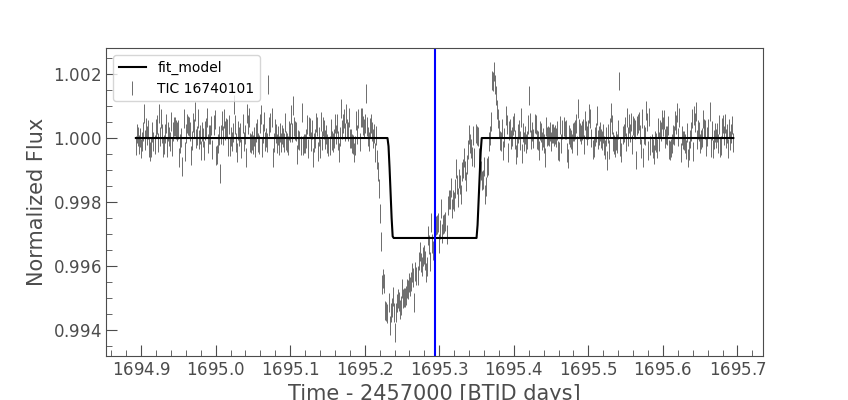 fit_model
TIC 16740101
1.002
1.000
0.998
0.996
0.994
Normalized Flux
1694.9 1695.0 1695.1 1695.2 1695.3 1695.4 1695.5 1695.6 1695.7
Time - 2457000 [BTJD days]